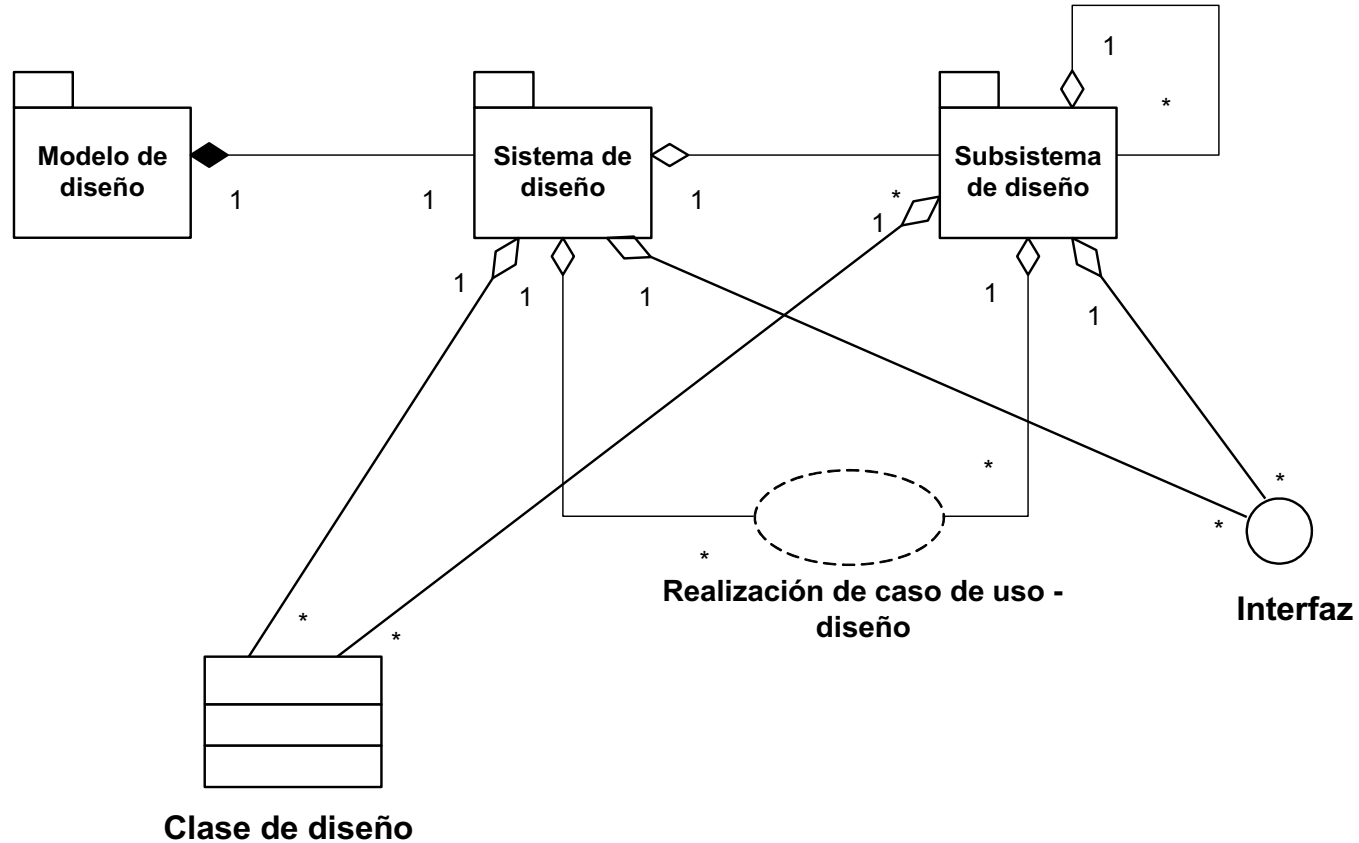 1
*
Modelo de
diseño
Sistema de
diseño
Subsistema
de diseño
1
1
1
*
1
1
1
1
1
1
*
*
*
*
Realización de caso de uso -
diseño
Interfaz
*
*
Clase de diseño